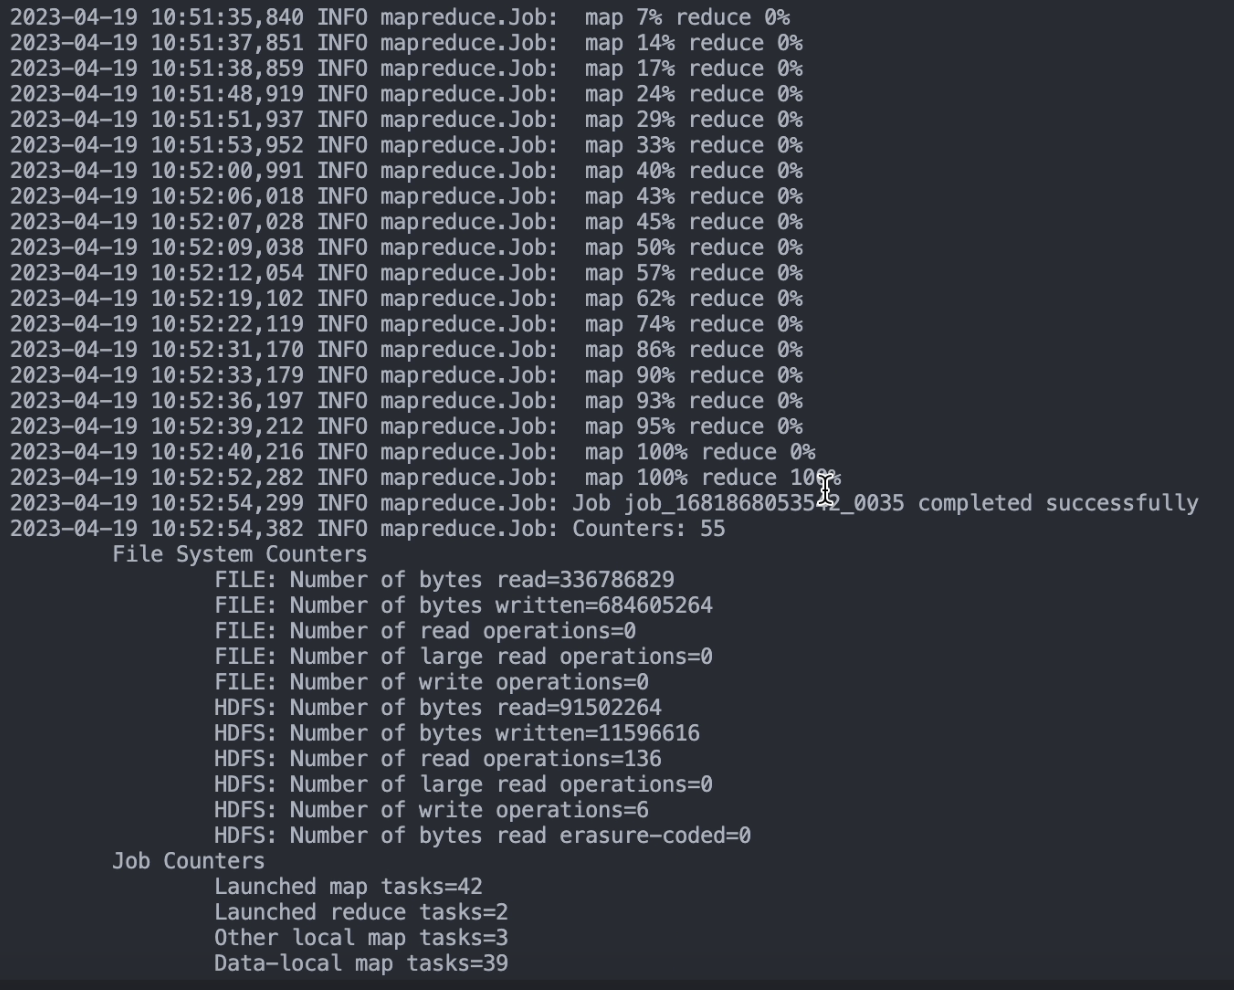 2023-04-19 10:51:35,840 INFO mapreduce.Job:  map 7% reduce 0%
2023-04-19 10:51:37,851 INFO mapreduce.Job:  map 14% reduce 0%
2023-04-19 10:51:38,859 INFO mapreduce.Job:  map 17% reduce 0%
2023-04-19 10:51:48,919 INFO mapreduce.Job:  map 24% reduce 0%
2023-04-19 10:51:51,937 INFO mapreduce.Job:  map 29% reduce 0%
2023-04-19 10:51:53,952 INFO mapreduce.Job:  map 33% reduce 0%
2023-04-19 10:52:00,991 INFO mapreduce.Job:  map 40% reduce 0%
2023-04-19 10:52:06,018 INFO mapreduce.Job:  map 43% reduce 0%
2023-04-19 10:52:07,028 INFO mapreduce.Job:  map 45% reduce 0%
2023-04-19 10:52:09,038 INFO mapreduce.Job:  map 50% reduce 0%
2023-04-19 10:52:12,054 INFO mapreduce.Job:  map 57% reduce 0%
2023-04-19 10:52:19,102 INFO mapreduce.Job:  map 62% reduce 0%
2023-04-19 10:52:22,119 INFO mapreduce.Job:  map 74% reduce 0%
2023-04-19 10:52:31,170 INFO mapreduce.Job:  map 86% reduce 0%
2023-04-19 10:52:33,179 INFO mapreduce.Job:  map 90% reduce 0%
2023-04-19 10:52:36,197 INFO mapreduce.Job:  map 93% reduce 0%
2023-04-19 10:52:39,212 INFO mapreduce.Job:  map 95% reduce 0%
2023-04-19 10:52:40,216 INFO mapreduce.Job:  map 100% reduce 0%
2023-04-19 10:52:52,282 INFO mapreduce.Job:  map 100% reduce 100%
2023-04-19 10:52:54,299 INFO mapreduce.Job: Job completed successfully
2023-04-19 10:52:54,382 INFO mapreduce.Job: Counters: 55
File System Counters
FILE: Number of bytes read=336786829
FILE: Number of bytes written=684605264
FILE: Number of read operations=0
FILE: Number of large read operations=0
FILE: Number of write operations=0
HDFS: Number of bytes read=91502264
HDFS: Number of bytes written=11596616
HDFS: Number of read operations=136
HDFS: Number of large read operations=0
HDFS: Number of write operations=6
HDFS: Number of bytes read erasure-coded=0
Job Counters
Launched map tasks=42
Launched reduce tasks=2
Other local map tasks=3
Data-local map tasks=39